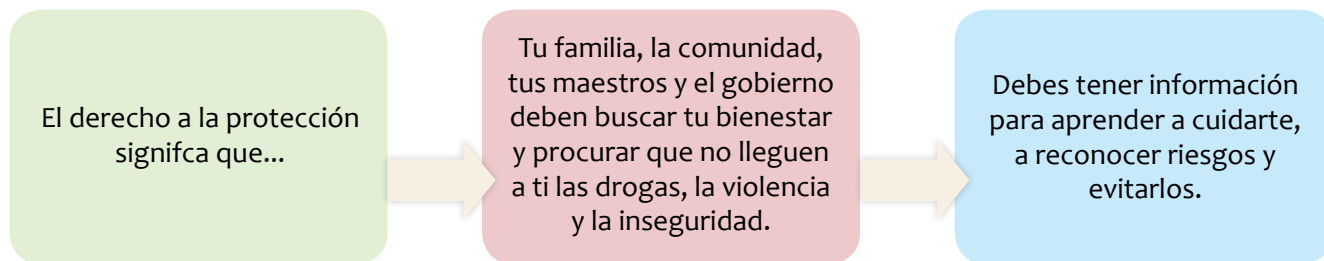 El derecho a la protección
signifca que...
Tu familia, la comunidad,
tus maestros y el gobierno
deben buscar tu bienestar
y procurar que no lleguen
a ti las drogas, la violencia
y la inseguridad.
Debes tener información
para aprender a cuidarte,
a reconocer riesgos y
evitarlos.